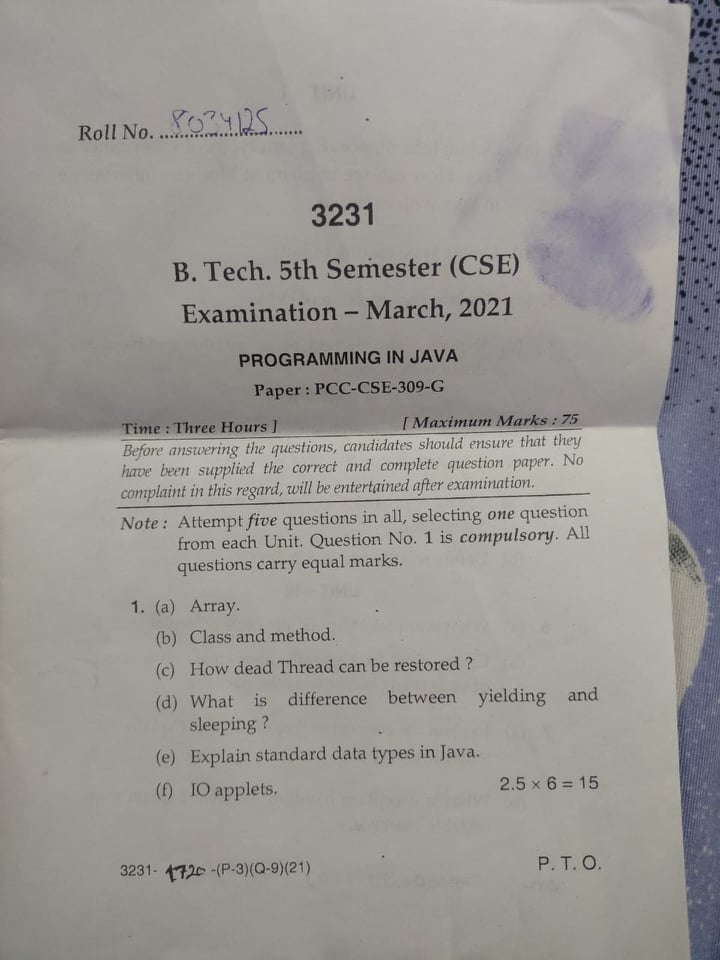 Roll No. ...8034125...
3231
B. Tech. 5th Semester (CSE)
Examination – March, 2021
PROGRAMMING IN JAVA
Paper : PCC-CSE-309-G
Time : Three Hours ] [ Maximum Marks : 75
Before answering the questions, candidates should ensure that they
have been supplied the correct and complete question paper. No
complaint in this regard, will be entertained after examination.
Note : Attempt five questions in all, selecting one question
from each Unit. Question No. 1 is compulsory. All
questions carry equal marks.
1. (a) Array.
(b) Class and method.
(c) How dead Thread can be restored ?
(d) What is difference between yielding and
sleeping ?
(e) Explain standard data types in Java.
(f) IO applets. 2.5 × 6 = 15
3231- 1720 -(P-3)(Q-9)(21) P. T. O.